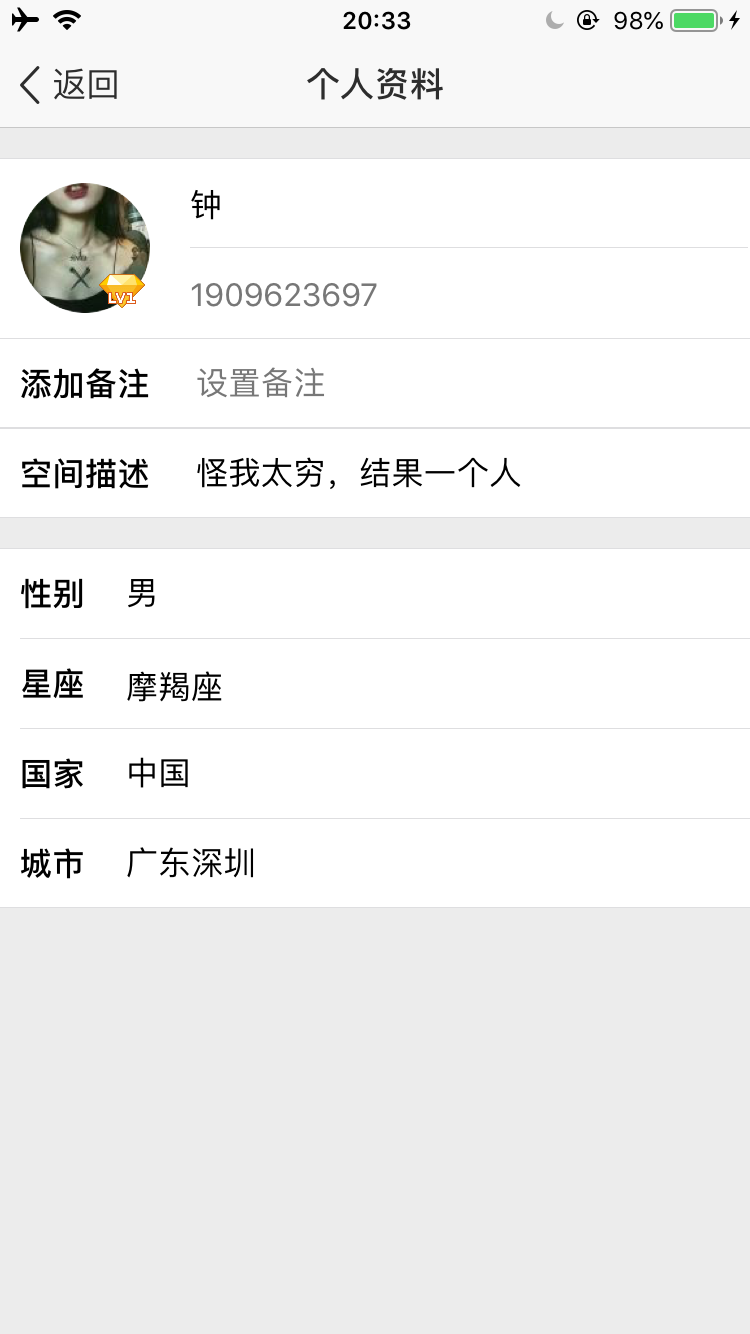 20:33
98%
返回
个人资料
钟
LV1
1909623697
添加备注 设置备注
空间描述 怪我太穷，结果一个人
性别 男
星座 摩羯座
国家 中国
城市 广东深圳